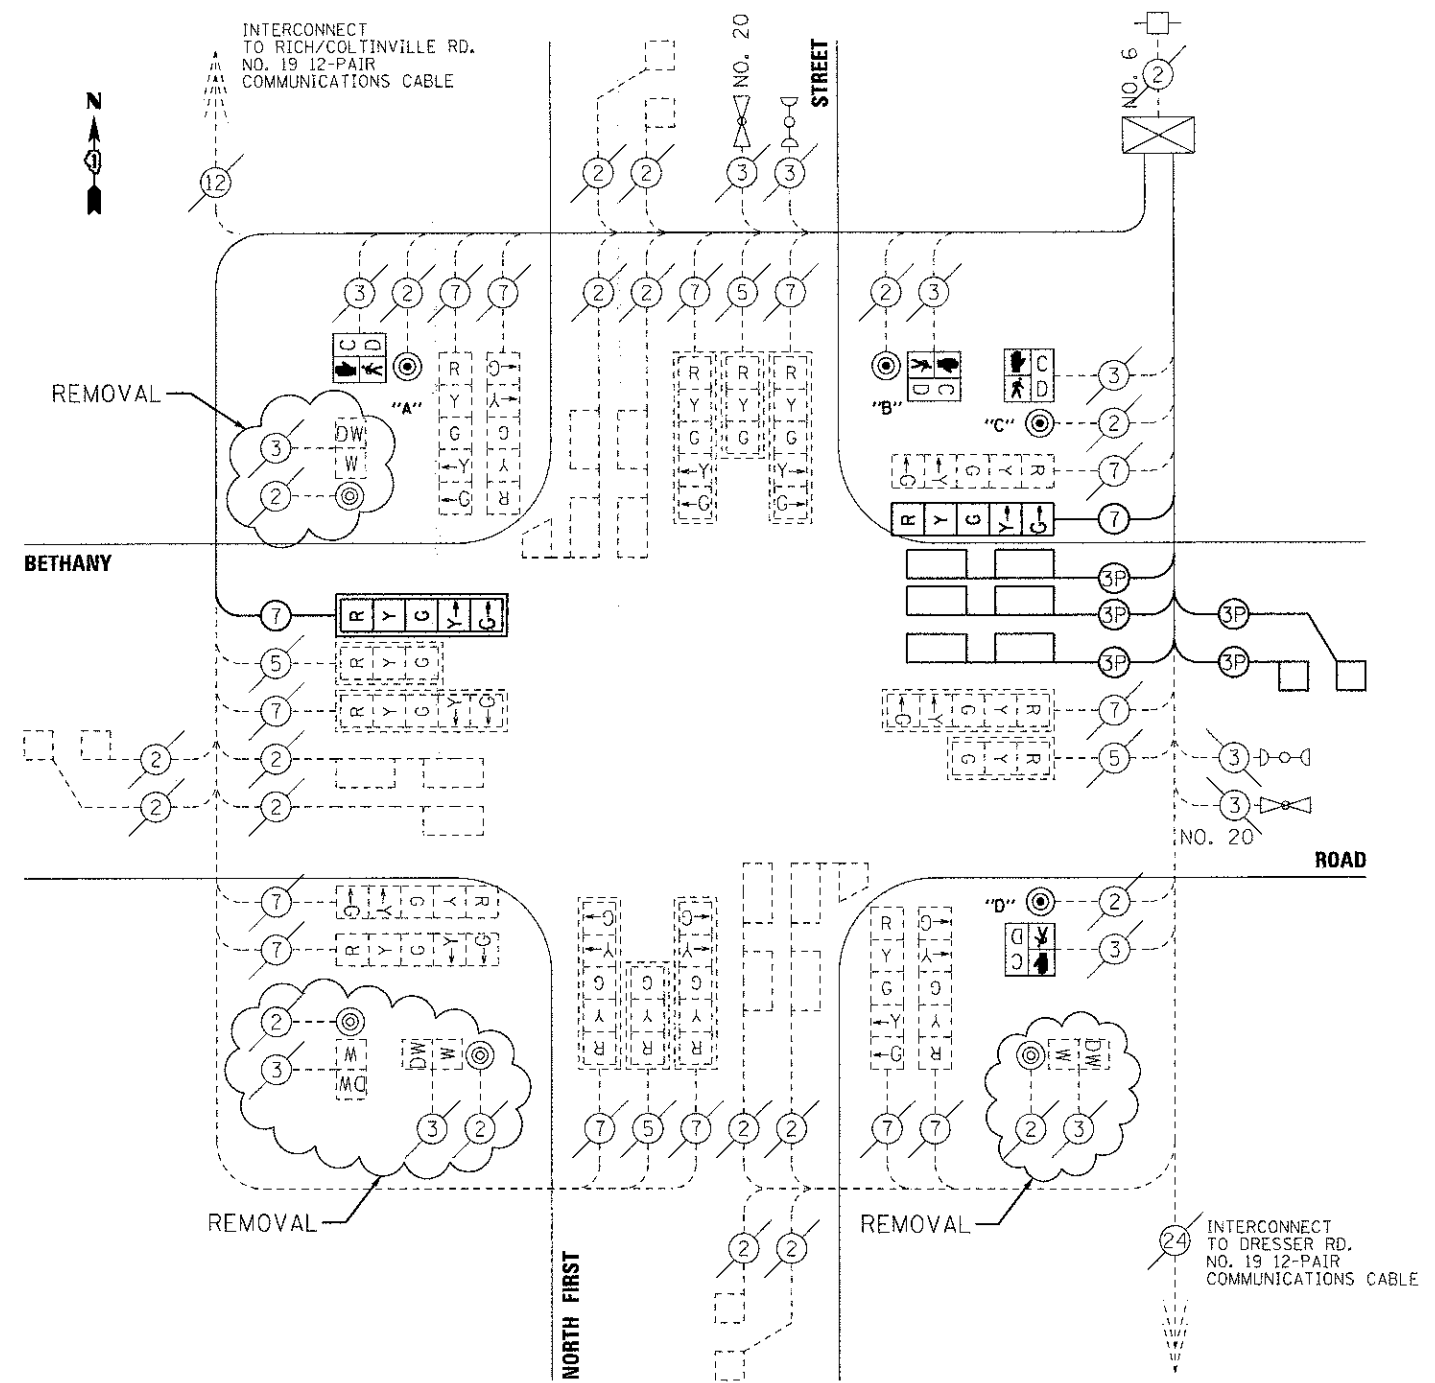 INTERCONNECT
TO RICH/COLTINVILLE RD.
NO. 19 12-PAIR
COMMUNICATIONS CABLE
NO. 20
STREET
NO. 6
2
N
1
12
2 2 3 3
3 2 7 7 2 2 7 5 7 2 3
C D
"A"
R Y G Y G
G Y G Y R
R Y G Y G
R Y G
R Y G Y G
"B"
D C
C D
3
"C"
2
G Y G Y R
7
R Y G Y G
7
REMOVAL
3
DW
W
2
BETHANY
3P
3P 3P
3P 3P
7
R Y G Y G
5
R Y G
7
R Y G Y G
G Y G Y R
7
G Y R
5
2 2
2 2
3
3
NO. 20
ROAD
7
G Y G Y R
7
R Y G Y G
G Y G Y R
G Y R
G Y G Y R
R Y G Y G
G Y G Y R
"D"
2
D C
3
2
3
W
DW
DW W
3 2
W DW
2 3
7 5 7 2 2 7 7
REMOVAL
REMOVAL
2 2
NORTH FIRST
24
INTERCONNECT
TO DRESSER RD.
NO. 19 12-PAIR
COMMUNICATIONS CABLE